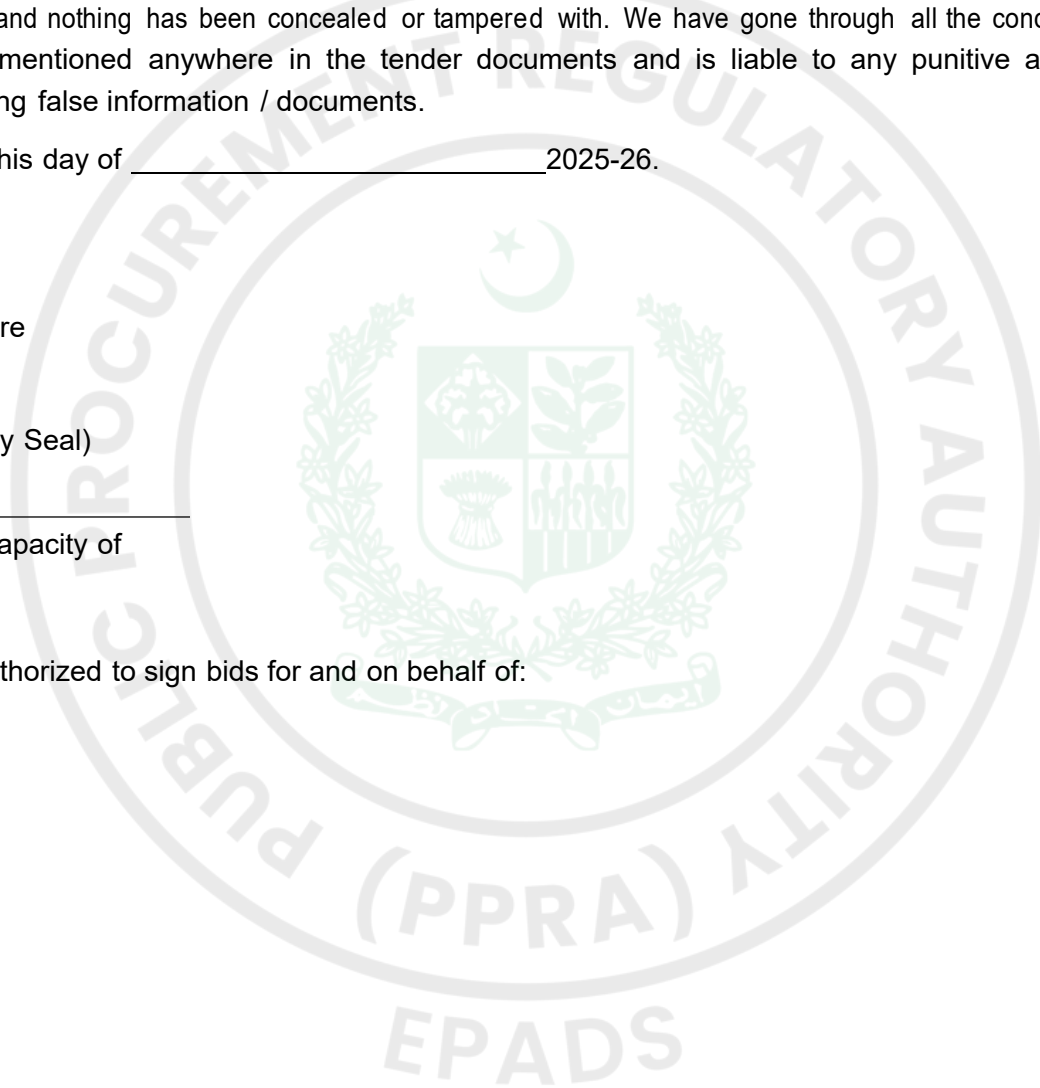 and nothing has been concealed or tampered with. We have gone through all the conc
mentioned anywhere in the tender documents and is liable to any punitive a
ng false information / documents.
his day of 2025-26.
re
y Seal)
apacity of
thorized to sign bids for and on behalf of:
PUBLIC PROCUREMENT REGULATORY AUTHORITY
(PPRA)
EPADS